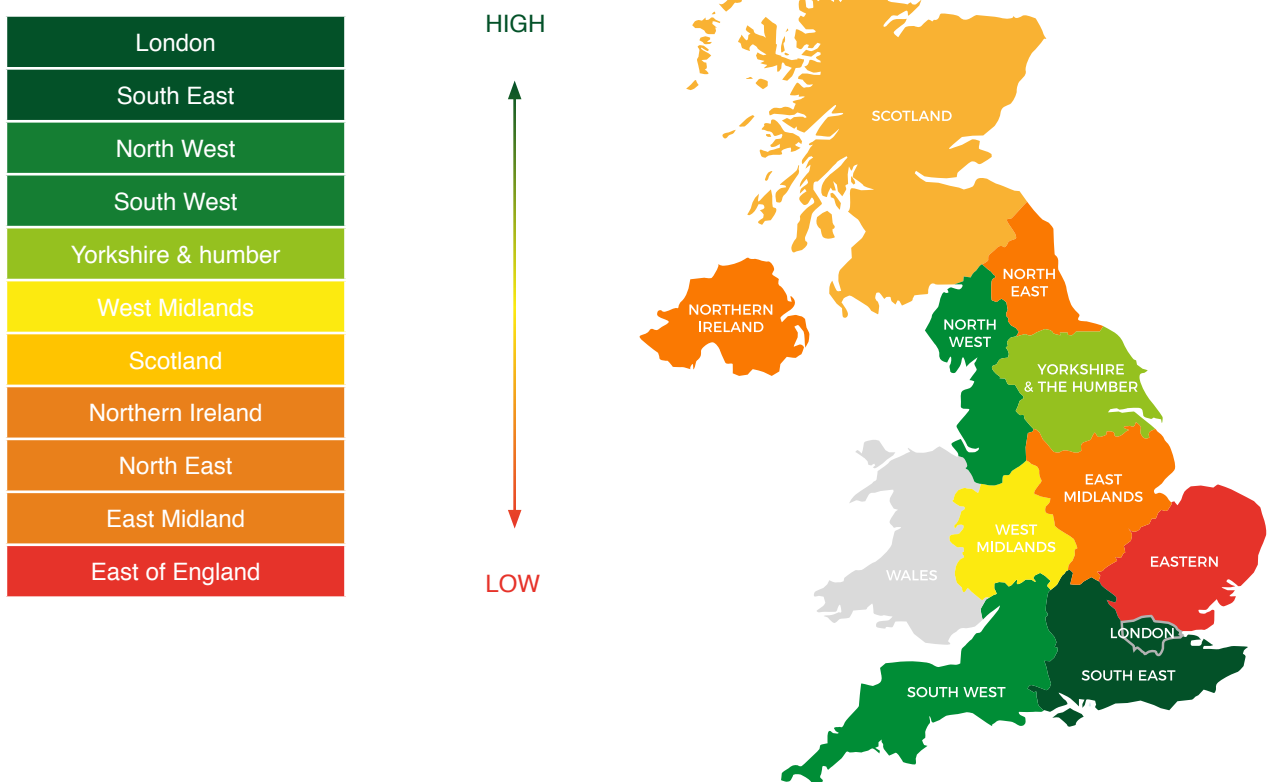 London
South East
North West
South West
Yorkshire & humber
West Midlands
Scotland
Northern Ireland
North East
East Midland
East of England
HIGH
LOW
SCOTLAND
NORTH
EAST
NORTHERN
IRELAND
NORTH
WEST
YORKSHIRE
& THE HUMBER
EAST
MIDLANDS
WEST
MIDLANDS
EASTERN
WALES
LONDON
SOUTH EAST
SOUTH WEST